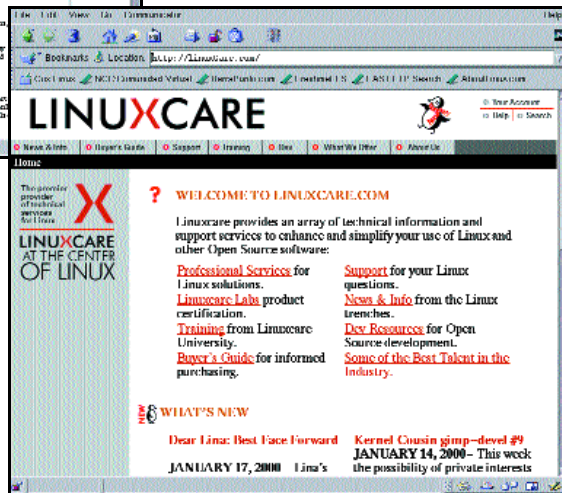 File Edit View Go Communicator Help
Bookmarks Location: http://linuxcare.com/
LINUXCARE
Your Account
Help Search
News & Info Buyer's Guide Support Training Dev What We Offer About Us
Home
The premier
provider
of technical
services
for Linux
LINUXCARE
AT THE CENTER
OF LINUX
? WELCOME TO LINUXCARE.COM
Linuxcare provides an array of technical information and
support services to enhance and simplify your use of Linux and
other Open Source software:
Professional Services for
Linux solutions.
Linuxcare Labs product
certification.
Training from Linuxcare
University.
Buyer's Guide for informed
purchasing.
Support for your Linux
questions.
News & Info from the Linux
trenches.
Dev Resources for Open
Source development.
Some of the Best Talent in the
Industry.
NEW WHAT'S NEW
Dear Lina: Best Face Forward
JANUARY 17, 2000 Lina's
Kernel Cousin gimp-devel #9
JANUARY 14, 2000- This week
the possibility of private interests